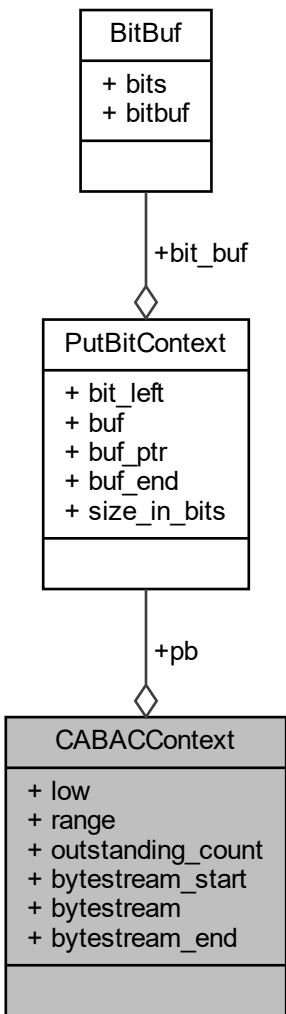 BitBuf
+ bits
+ bitbuf
+bit_buf
PutBitContext
+ bit_left
+ buf
+ buf_ptr
+ buf_end
+ size_in_bits
+pb
CABACContext
+ low
+ range
+ outstanding_count
+ bytestream_start
+ bytestream
+ bytestream_end